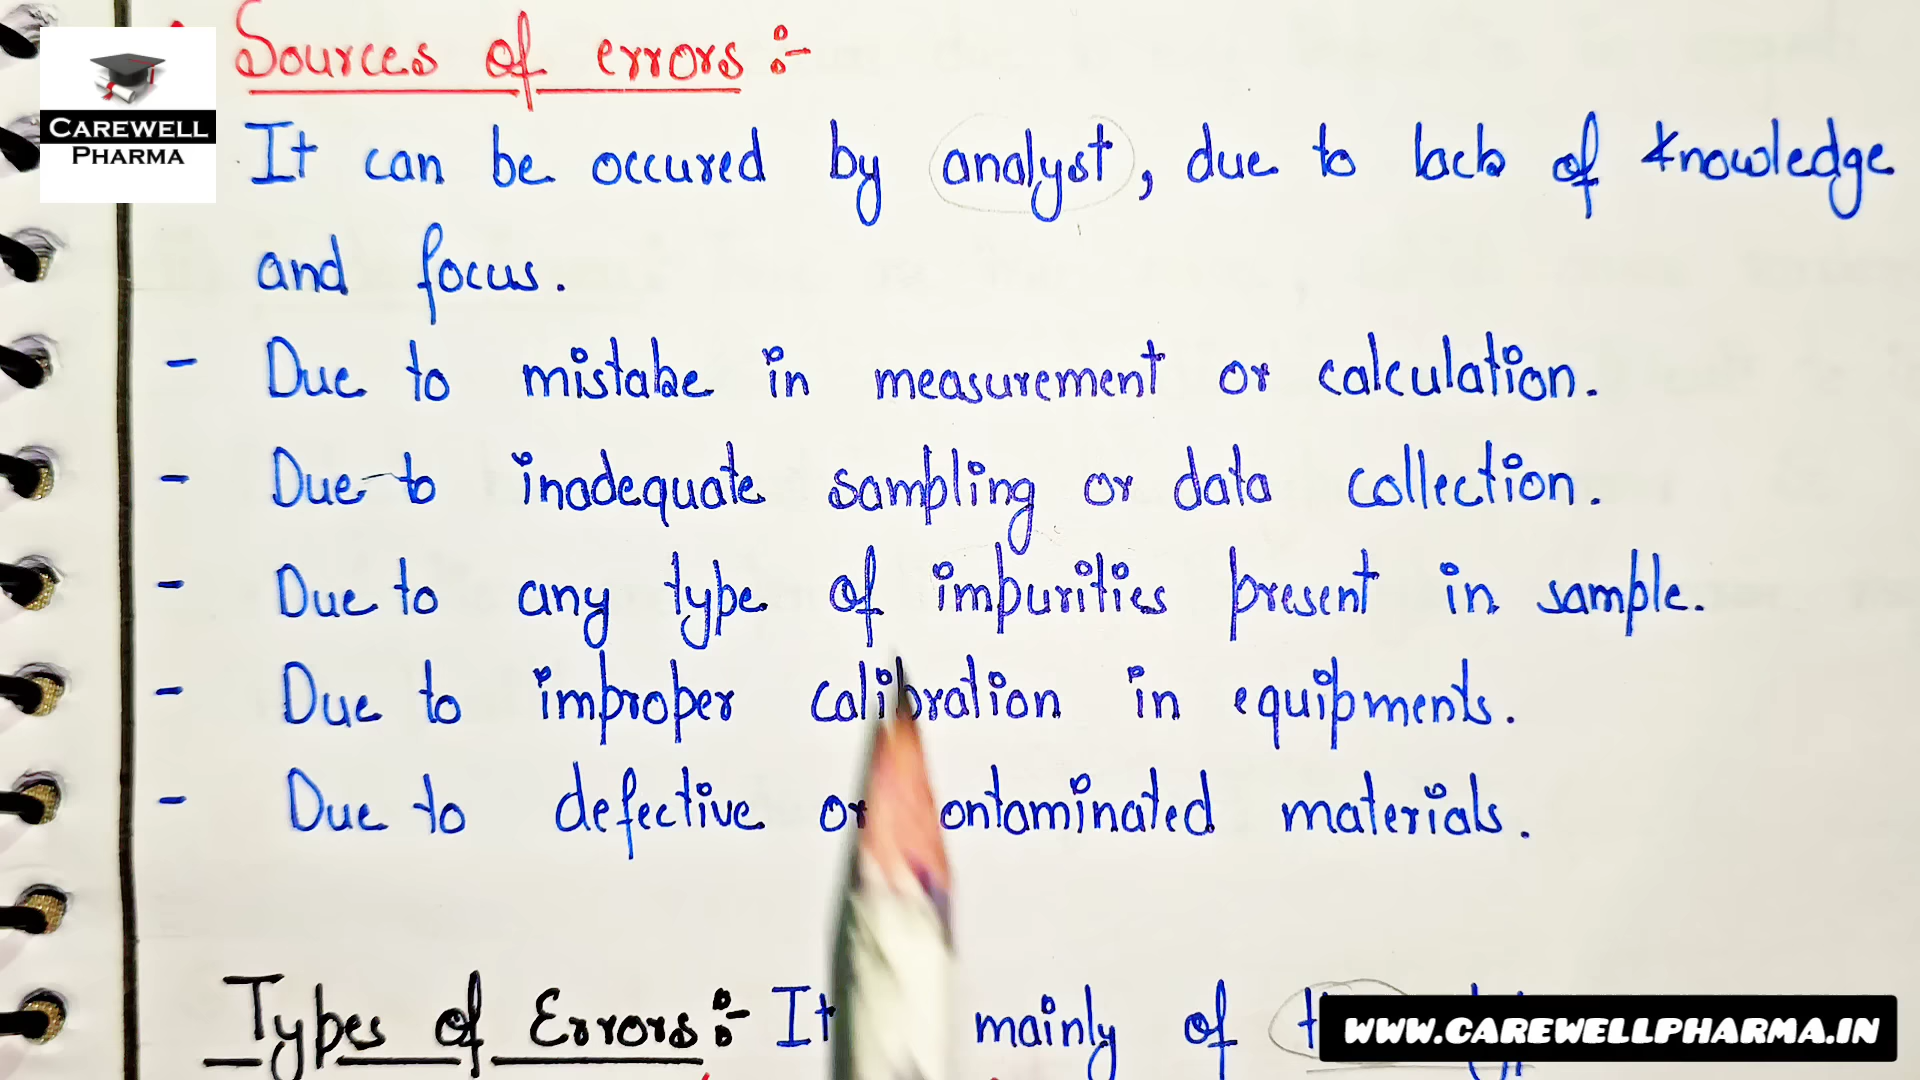 Sources of errors :-
CAREWELL
PHARMA
It can be occured by analyst, due to lack of knowledge
and focus.
- Due to mistake in measurement or calculation.
- Due to inadequate sampling or data collection.
- Due to any type of impurities present in sample.
- Due to improper calibration in equipments.
- Due to defective or contaminated materials.
Types of Errors :- It mainly of
WWW.CAREWELLPHARMA.IN